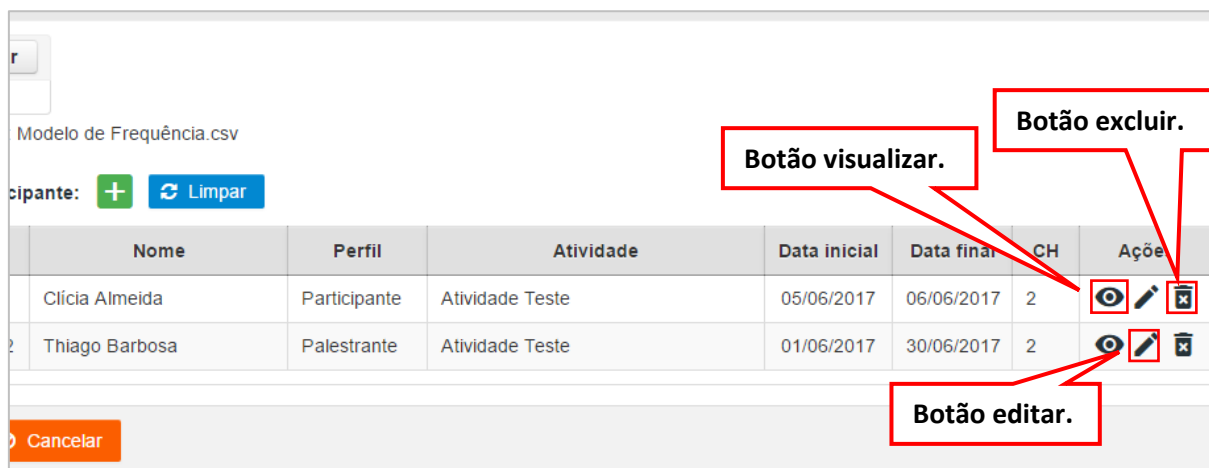 r
Modelo de Frequência.csv
Botão excluir.
Botão visualizar.
cipante: Limpar
Nome Perfil Atividade Data inicial Data final CH Açõe
Clícia Almeida Participante Atividade Teste 05/06/2017 06/06/2017 2
2 Thiago Barbosa Palestrante Atividade Teste 01/06/2017 30/06/2017 2
Botão editar.
Cancelar